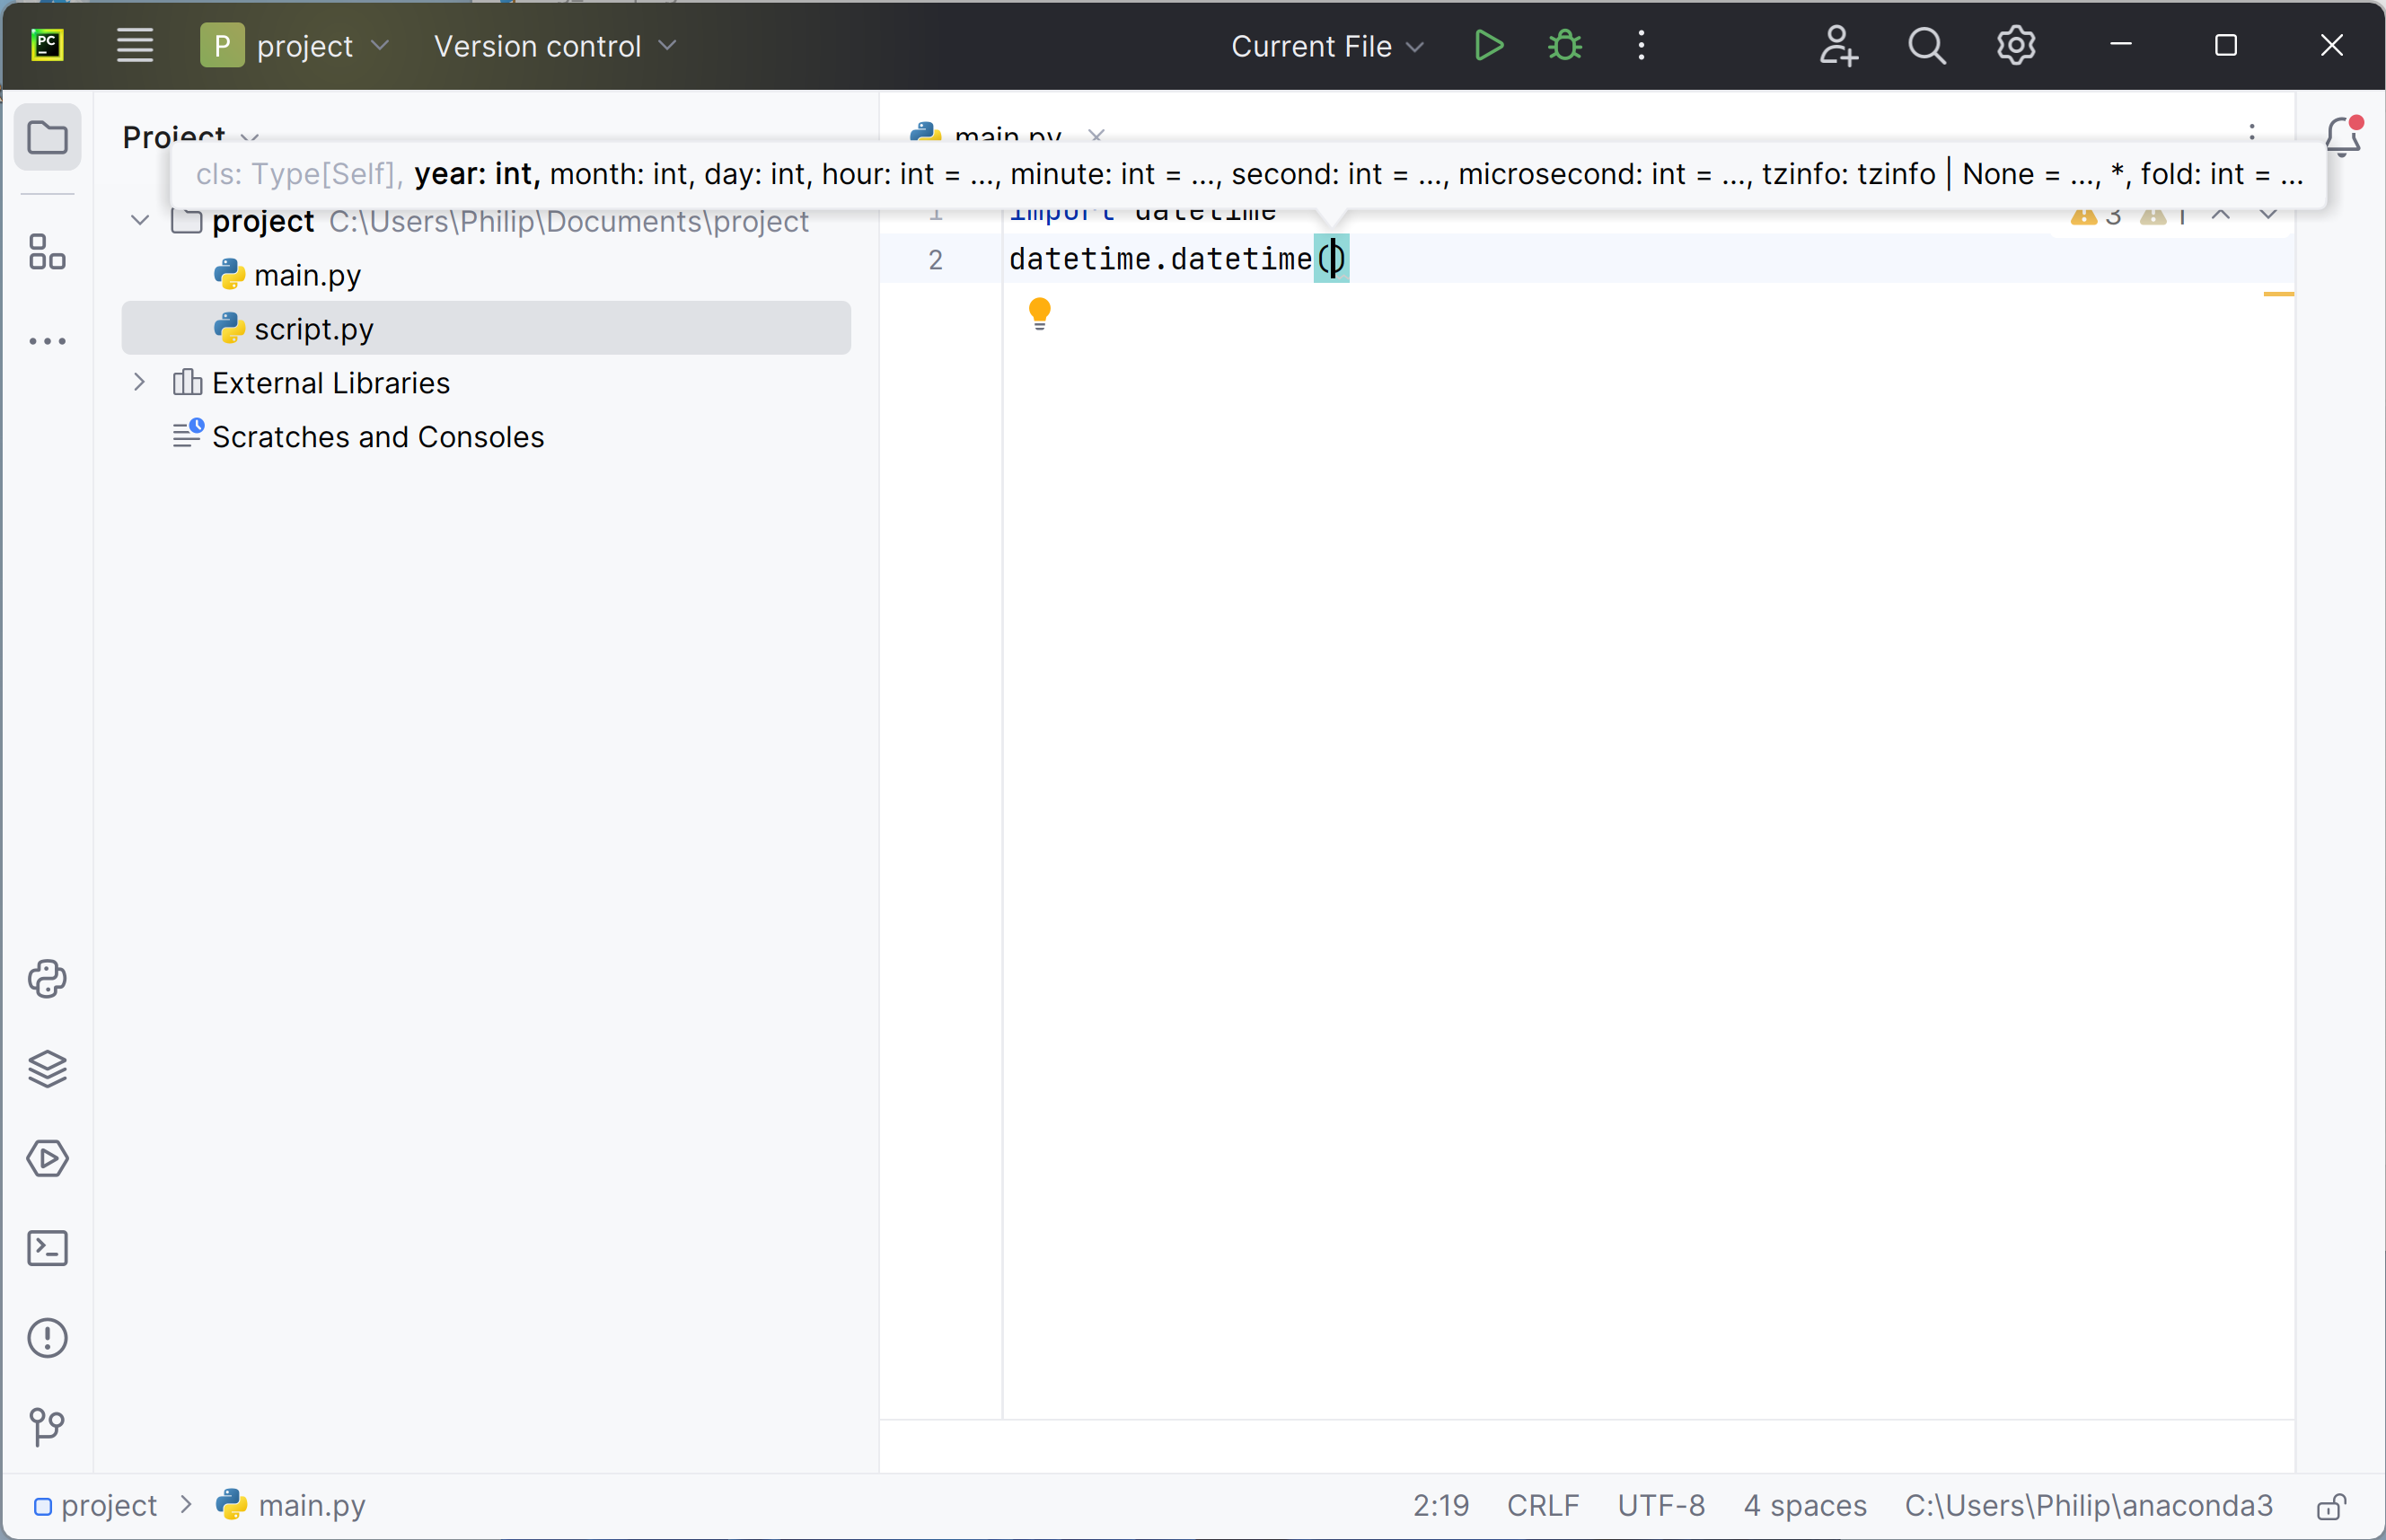 PC
P project Version control Current File
Project
main.py
cls: Type[Self], year: int, month: int, day: int, hour: int = ..., minute: int = ..., second: int = ..., microsecond: int = ..., tzinfo: tzinfo | None = ..., *, fold: int = ...
project C:\Users\Philip\Documents\project
1 import datetime
3 1
2 datetime.datetime()
main.py
script.py
External Libraries
Scratches and Consoles
project > main.py
2:19 CRLF UTF-8 4 spaces C:\Users\Philip\anaconda3